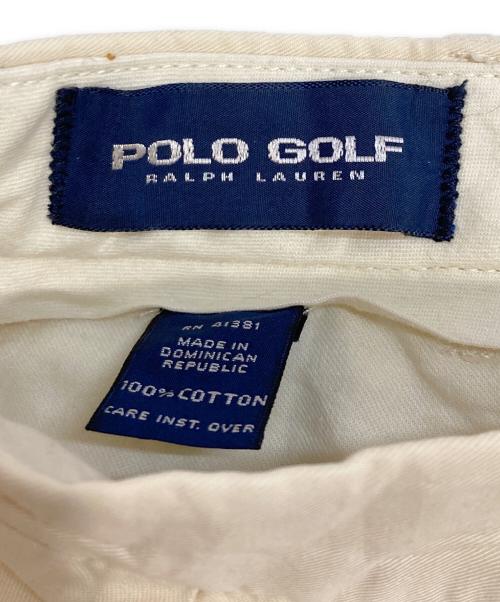 POLO GOLF
RALPH LAUREN
RN 41381
MADE IN
DOMINICAN
REPUBLIC
100% COTTON
CARE INST. OVER